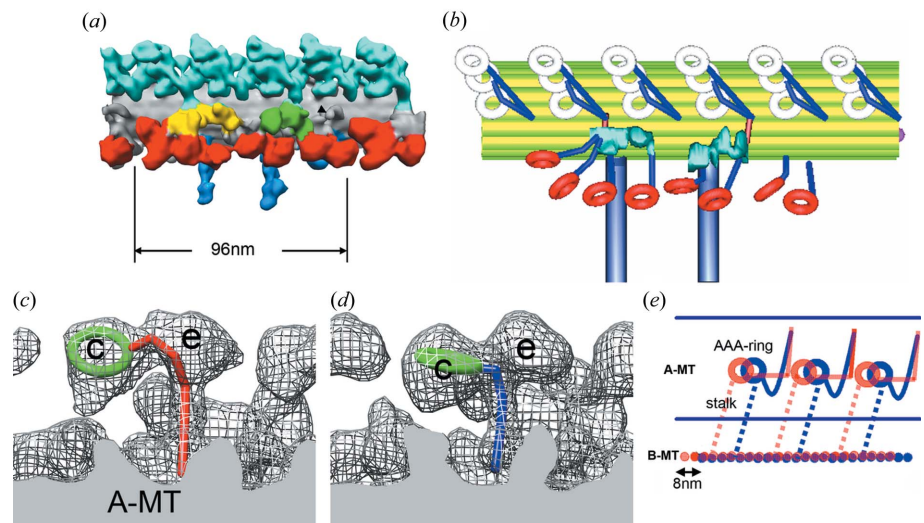 (a)
96nm
(b)
(c)
c
e
A-MT
(d)
c
e
(e)
AAA-ring
A-MT
stalk
B-MT
8nm